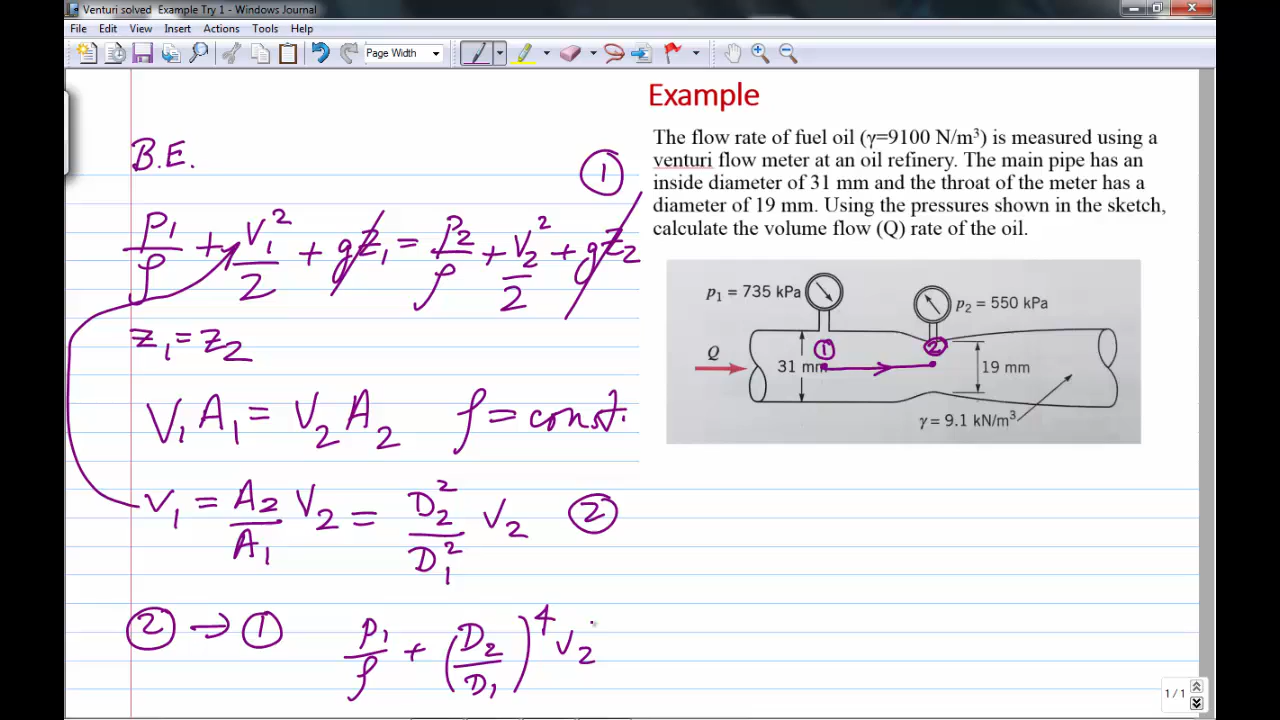 Venturi solved Example Try 1 - Windows Journal
File Edit View Insert Actions Tools Help
Page Width
B.E.
①
p₁/ρ + V₁²/2 + gz₁ = p₂/ρ + V₂²/2 + gz₂
z₁ = z₂
V₁A₁ = V₂A₂ ρ = const.
V₁ = A₂/A₁ V₂ = D₂²/D₁² V₂ ②
② → ① p₁/ρ + (D₂/D₁)⁴ V₂
Example
The flow rate of fuel oil (γ=9100 N/m³) is measured using a
venturi flow meter at an oil refinery. The main pipe has an
inside diameter of 31 mm and the throat of the meter has a
diameter of 19 mm. Using the pressures shown in the sketch,
calculate the volume flow (Q) rate of the oil.
p₁ = 735 kPa
p₂ = 550 kPa
① ②
Q
31 mm
19 mm
γ = 9.1 kN/m³
1 / 1